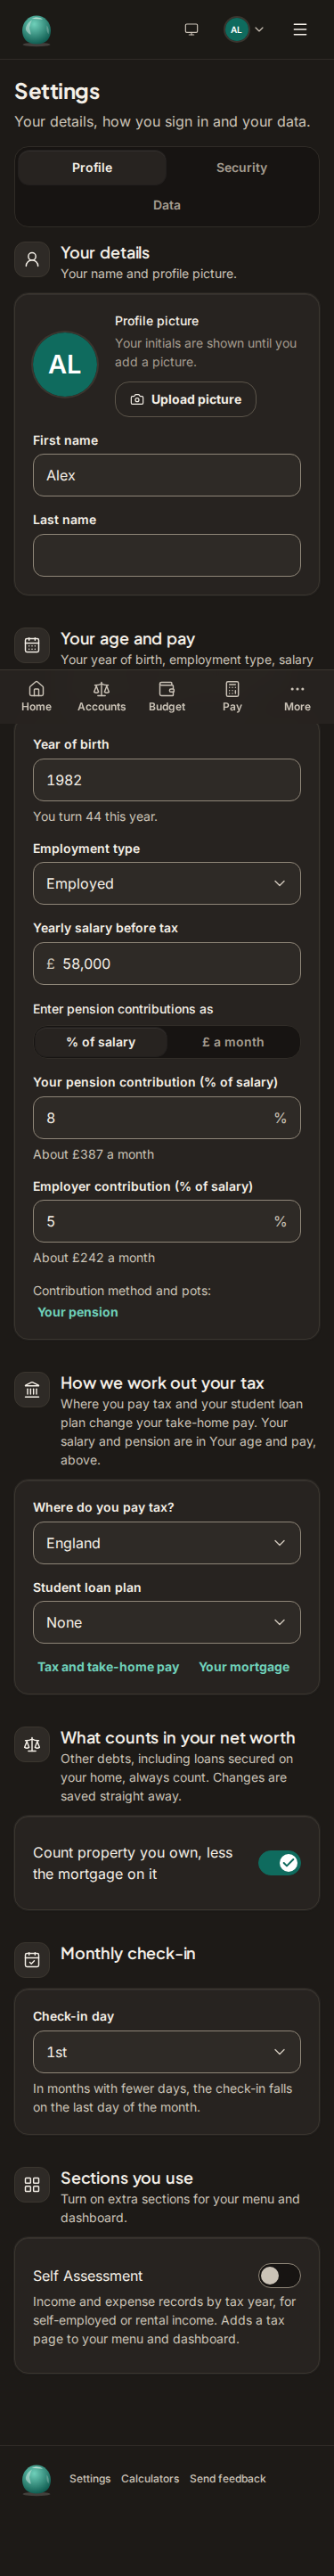 AL
Settings
Your details, how you sign in and your data.
Profile
Security
Data
Your details
Your name and profile picture.
AL
Profile picture
Your initials are shown until you
add a picture.
Upload picture
First name
Alex
Last name
Your age and pay
Your year of birth, employment type, salary
Home
Accounts
Budget
Pay
More
Year of birth
1982
You turn 44 this year.
Employment type
Employed
Yearly salary before tax
£ 58,000
Enter pension contributions as
% of salary
£ a month
Your pension contribution (% of salary)
8 %
About £387 a month
Employer contribution (% of salary)
5 %
About £242 a month
Contribution method and pots:
Your pension
How we work out your tax
Where you pay tax and your student loan
plan change your take-home pay. Your
salary and pension are in Your age and pay,
above.
Where do you pay tax?
England
Student loan plan
None
Tax and take-home pay
Your mortgage
What counts in your net worth
Other debts, including loans secured on
your home, always count. Changes are
saved straight away.
Count property you own, less
the mortgage on it
Monthly check-in
Check-in day
1st
In months with fewer days, the check-in falls
on the last day of the month.
Sections you use
Turn on extra sections for your menu and
dashboard.
Self Assessment
Income and expense records by tax year, for
self-employed or rental income. Adds a tax
page to your menu and dashboard.
Settings
Calculators
Send feedback